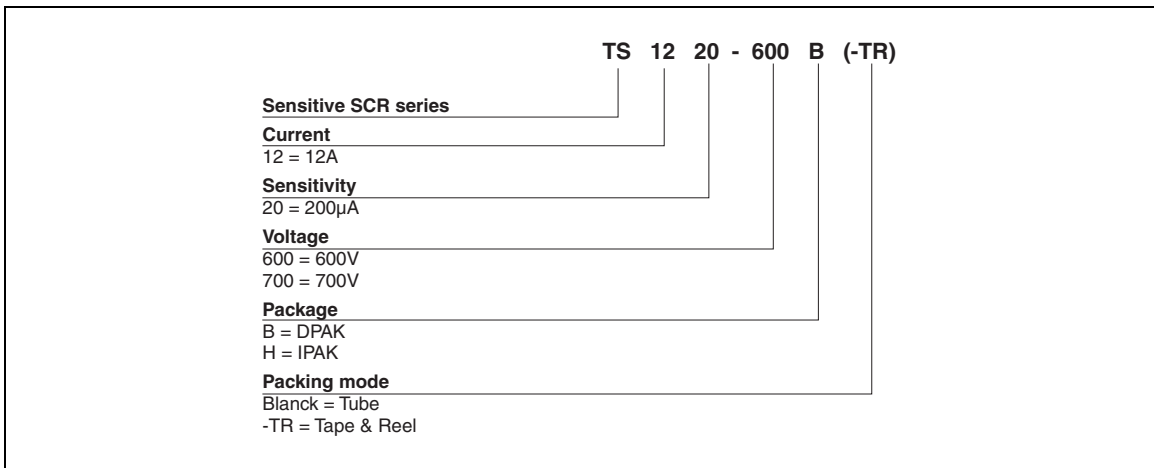 TS 12 20 - 600 B (-TR)
Sensitive SCR series
Current
12 = 12A
Sensitivity
20 = 200µA
Voltage
600 = 600V
700 = 700V
Package
B = DPAK
H = IPAK
Packing mode
Blanck = Tube
-TR = Tape & Reel